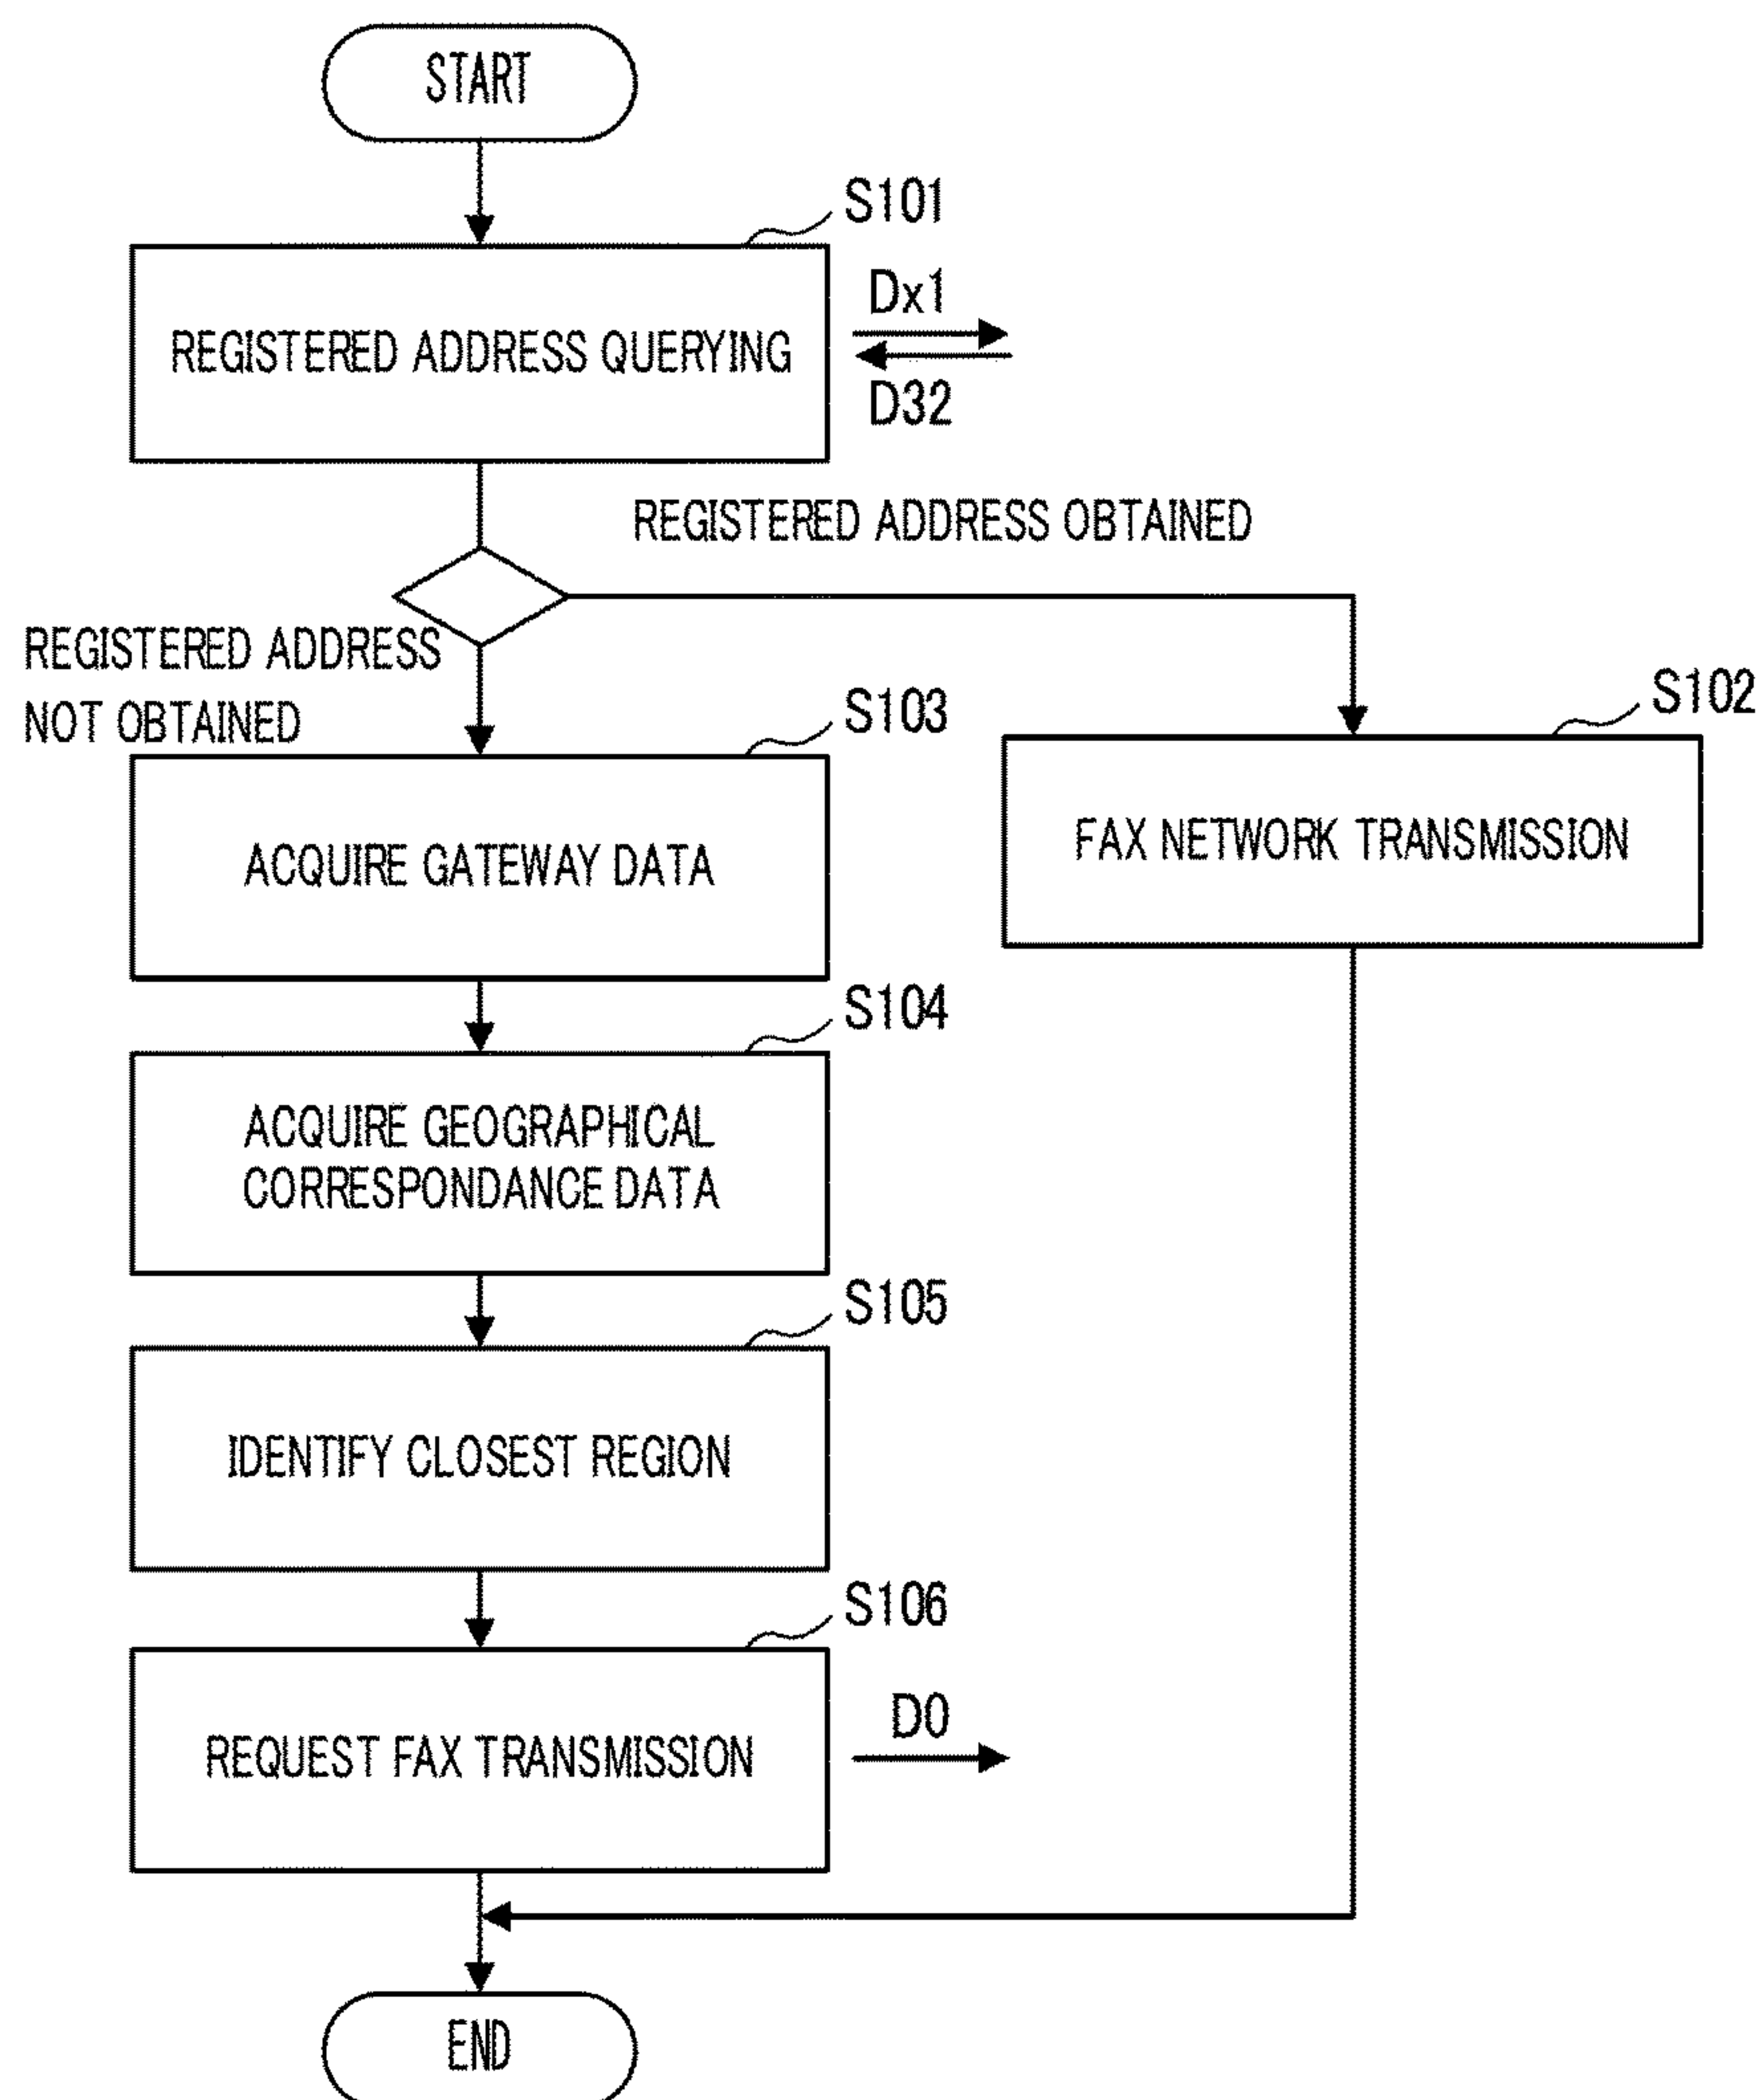 START
S101
Dx1
REGISTERED ADDRESS QUERYING
D32
REGISTERED ADDRESS OBTAINED
REGISTERED ADDRESS
NOT OBTAINED
S103
S102
ACQUIRE GATEWAY DATA
FAX NETWORK TRANSMISSION
S104
ACQUIRE GEOGRAPHICAL
CORRESPONDANCE DATA
S105
IDENTIFY CLOSEST REGION
S106
D0
REQUEST FAX TRANSMISSION
END